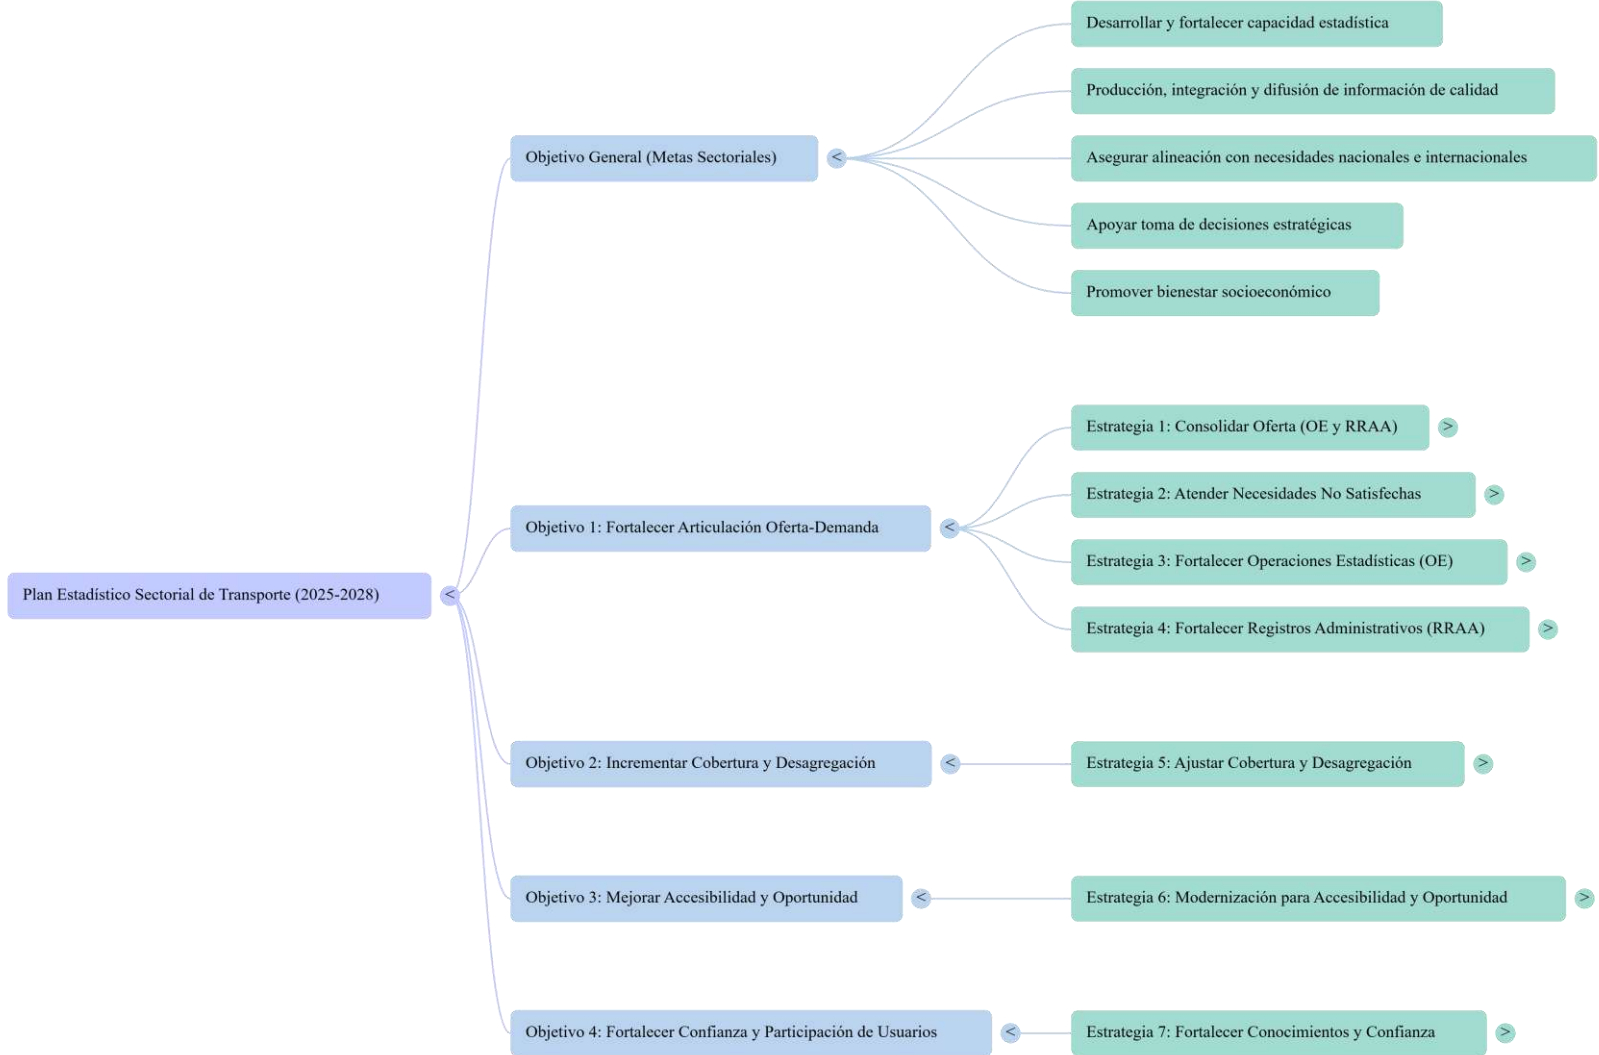 Plan Estadístico Sectorial de Transporte (2025-2028)
<
Objetivo General (Metas Sectoriales)
<
Desarrollar y fortalecer capacidad estadística
Producción, integración y difusión de información de calidad
Asegurar alineación con necesidades nacionales e internacionales
Apoyar toma de decisiones estratégicas
Promover bienestar socioeconómico
Objetivo 1: Fortalecer Articulación Oferta-Demanda
<
Estrategia 1: Consolidar Oferta (OE y RRAA)
>
Estrategia 2: Atender Necesidades No Satisfechas
>
Estrategia 3: Fortalecer Operaciones Estadísticas (OE)
>
Estrategia 4: Fortalecer Registros Administrativos (RRAA)
>
Objetivo 2: Incrementar Cobertura y Desagregación
<
Estrategia 5: Ajustar Cobertura y Desagregación
>
Objetivo 3: Mejorar Accesibilidad y Oportunidad
<
Estrategia 6: Modernización para Accesibilidad y Oportunidad
>
Objetivo 4: Fortalecer Confianza y Participación de Usuarios
<
Estrategia 7: Fortalecer Conocimientos y Confianza
>